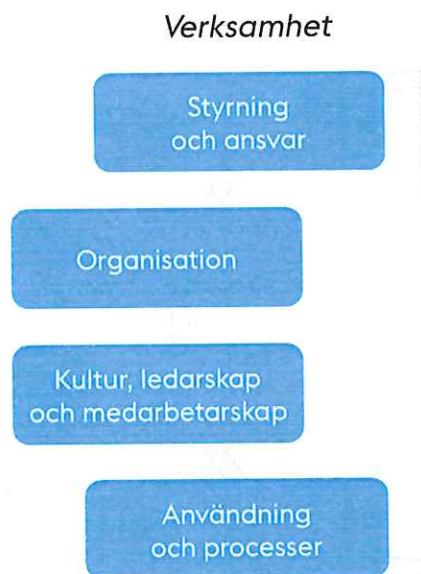 Verksamhet
Styrning
och ansvar
Organisation
Kultur, ledarskap
och medarbetarskap
Användning
och processer